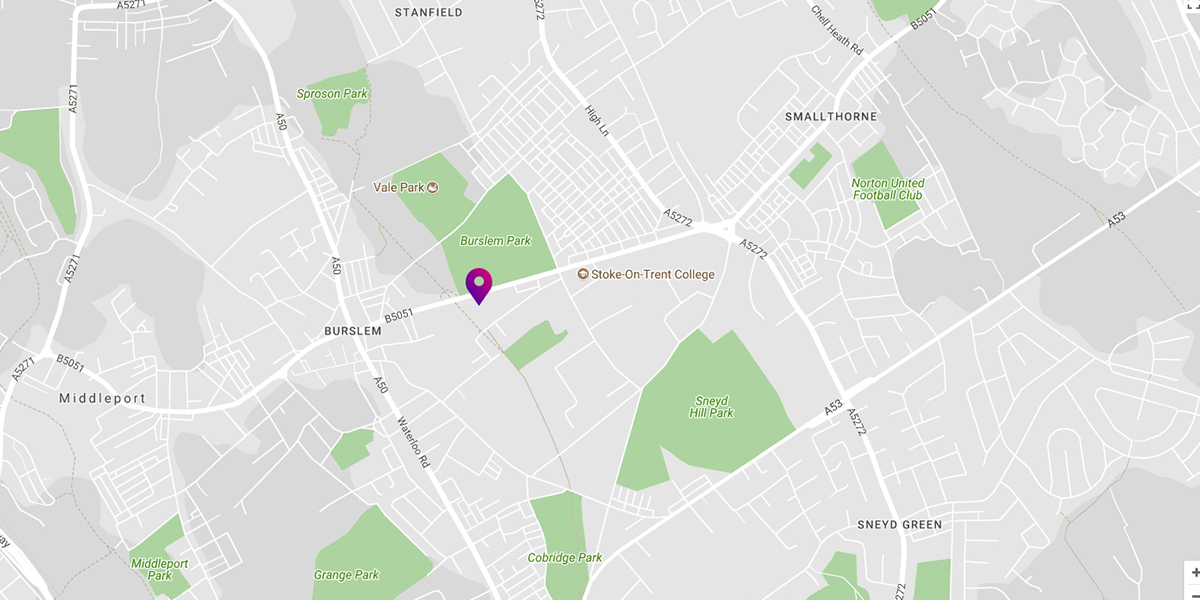 A5271
STANFIELD
A5272
Chell Heath Rd
B5051
Sproson Park
A5271
A50
High Ln
SMALLTHORNE
Vale Park
Norton United
Football Club
A5272
A53
Burslem Park
A5272
A50
A5271
Stoke-On-Trent College
B5051
BURSLEM
A5271
B5051
A50
Middleport
Sneyd
Hill Park
A53
A5272
Waterloo Rd
SNEYD GREEN
Cobridge Park
Middleport
Park
Grange Park